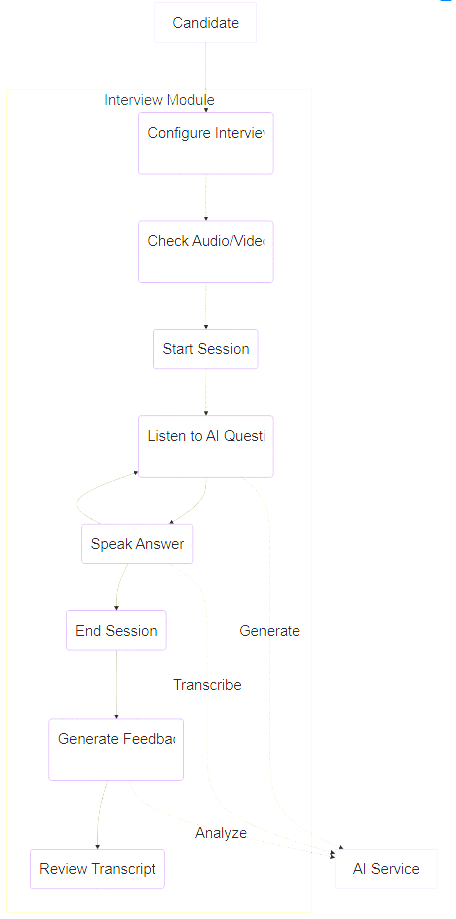 Candidate
Interview Module
Configure Intervie
Check Audio/Vide
Start Session
Listen to AI Questi
Speak Answer
End Session
Generate
Transcribe
Generate Feedbac
Analyze
Review Transcript
AI Service